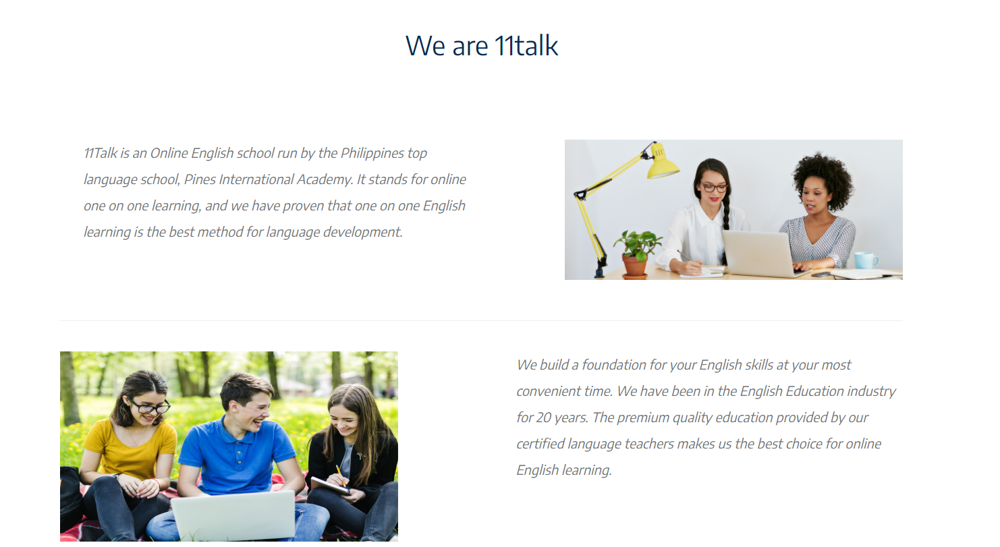 We are 11talk
11Talk is an Online English school run by the Philippines top
language school, Pines International Academy. It stands for online
one on one learning, and we have proven that one on one English
learning is the best method for language development.
We build a foundation for your English skills at your most
convenient time. We have been in the English Education industry
for 20 years. The premium quality education provided by our
certified language teachers makes us the best choice for online
English learning.